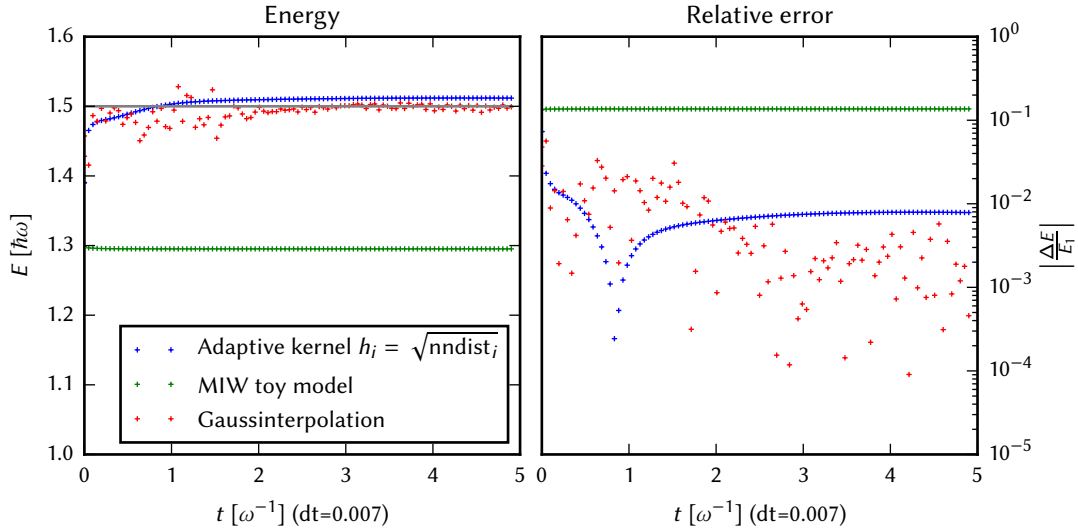 Energy
Relative error
E [ħω]
1.6
1.5
1.4
1.3
1.2
1.1
1.0
Adaptive kernel hᵢ = √nndistᵢ
MIW toy model
Gaussinterpolation
0 1 2 3 4 5
t [ω⁻¹] (dt=0.007)
10⁰
10⁻¹
10⁻²
10⁻³
10⁻⁴
10⁻⁵
|ΔE/E₁|
0 1 2 3 4 5
t [ω⁻¹] (dt=0.007)